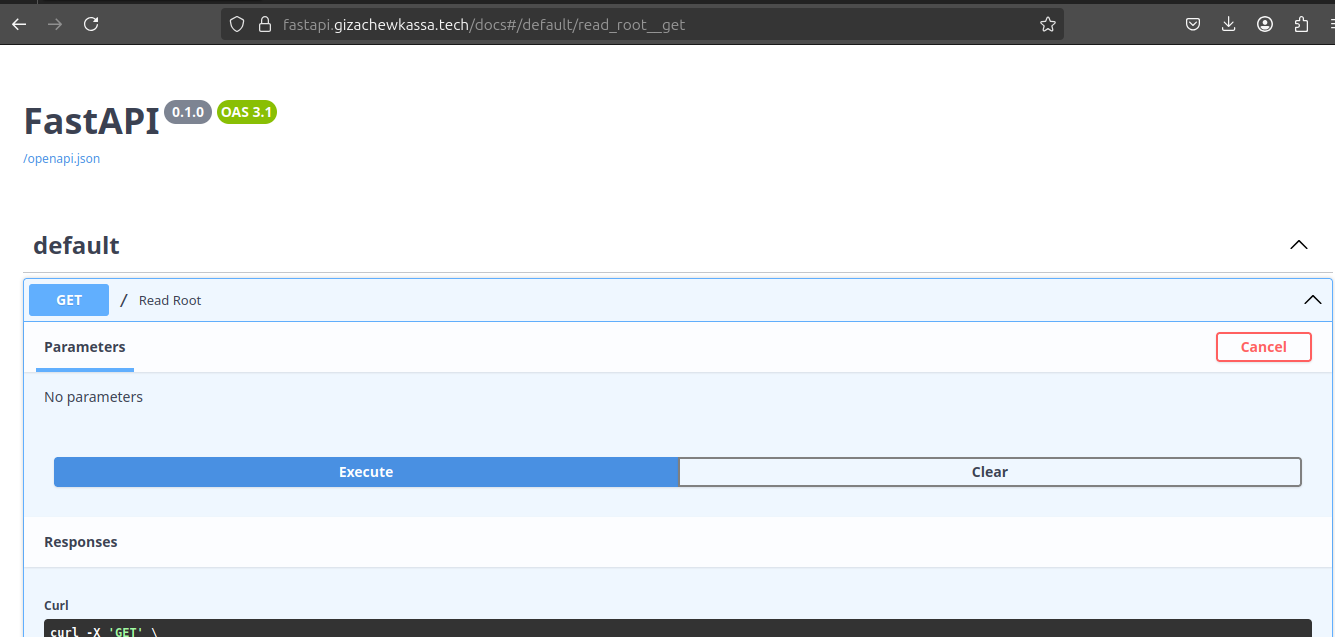 fastapi.gizachewkassa.tech/docs#/default/read_root__get
FastAPI 0.1.0 OAS 3.1
/openapi.json
default
GET / Read Root
Parameters Cancel
No parameters
Execute Clear
Responses
Curl
curl -X 'GET' \